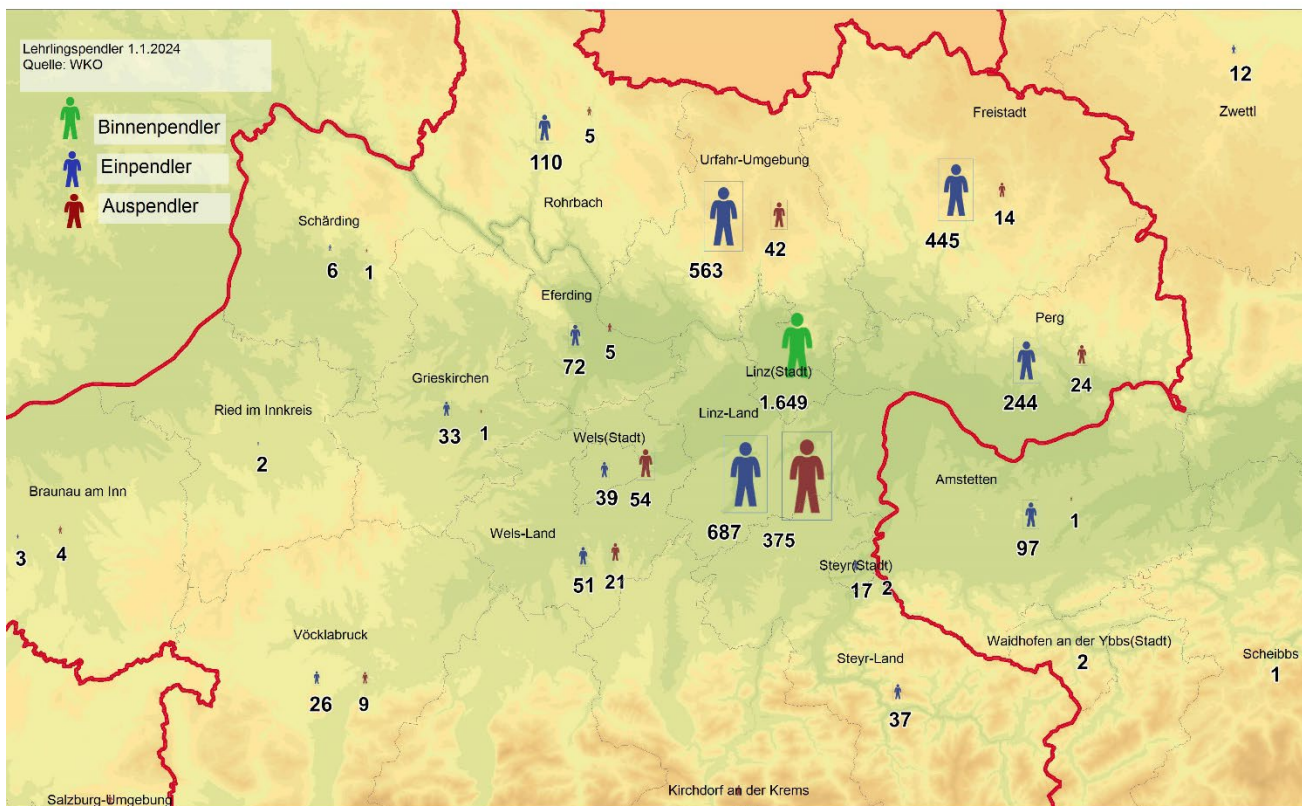 Lehrlingspendler 1.1.2024
Quelle: WKO
Binnenpendler
Einpendler
Auspendler
12
Zwettl
Freistadt
445
14
Urfahr-Umgebung
563
42
5
110
Rohrbach
Schärding
6
1
Eferding
72
5
Perg
244
24
Linz(Stadt)
1.649
Grieskirchen
33
1
Linz-Land
687
375
Ried im Innkreis
2
Wels(Stadt)
39
54
Braunau am Inn
3
4
Amstetten
97
1
Wels-Land
51
21
Steyr(Stadt)
17
2
Vöcklabruck
26
9
Waidhofen an der Ybbs(Stadt)
2
Scheibbs
1
Steyr-Land
37
Salzburg-Umgebung
Kirchdorf an der Krems